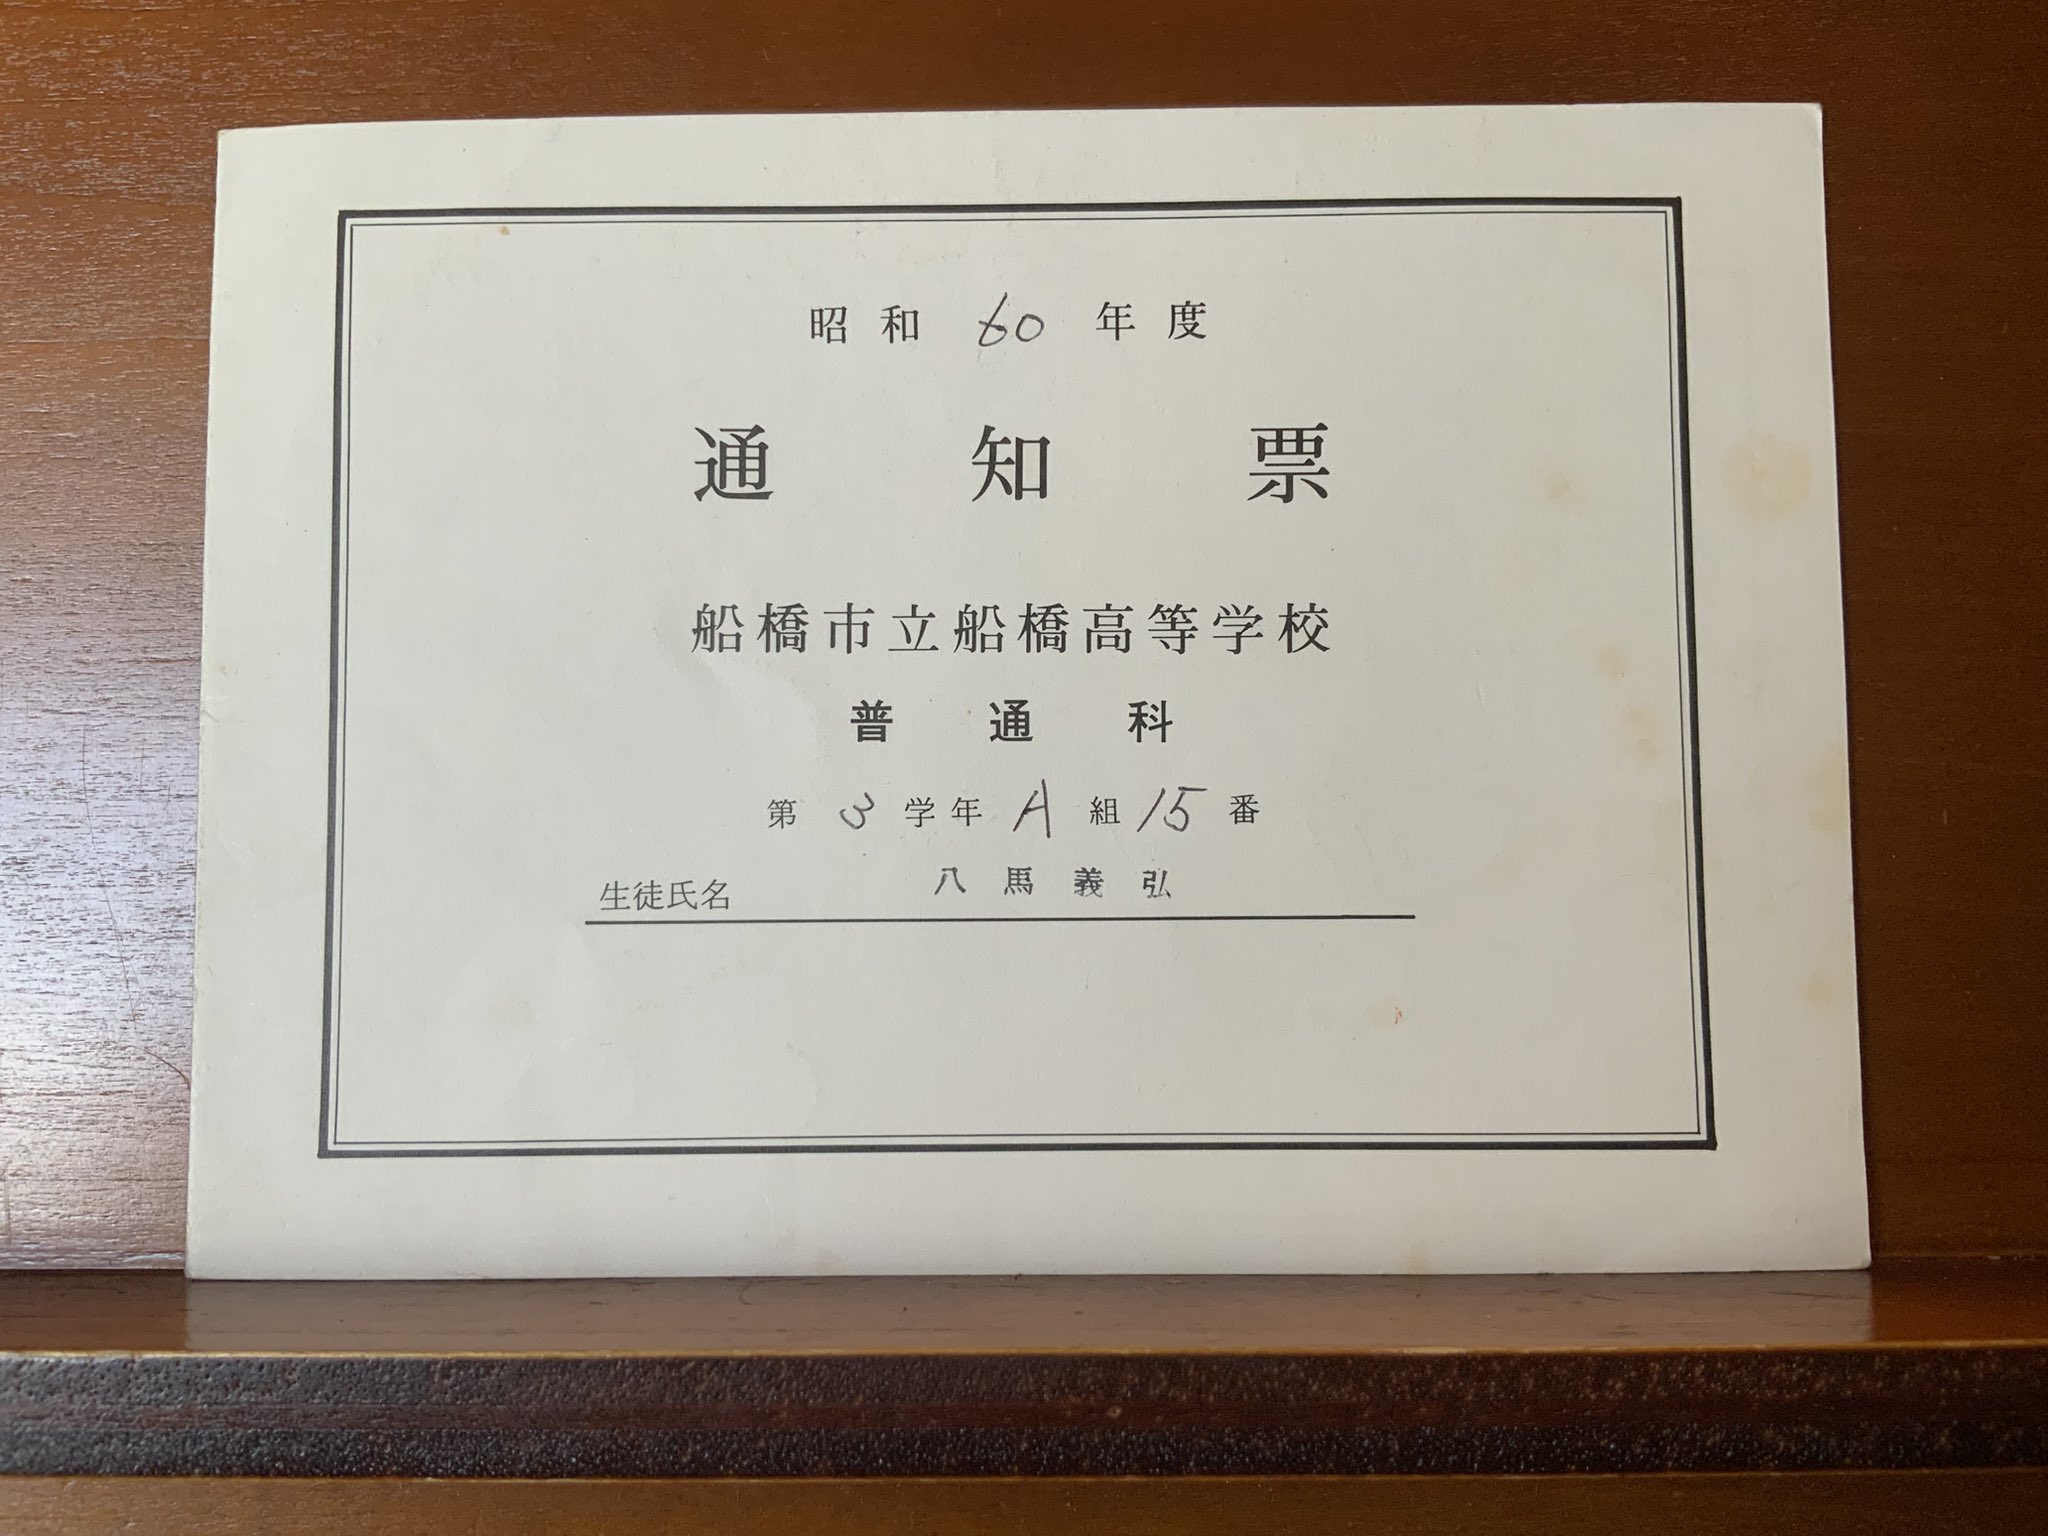 昭和 60 年度
通知票
船橋市立船橋高等学校
普通科
第 3 学年 A 組 15 番
生徒氏名 八馬義弘